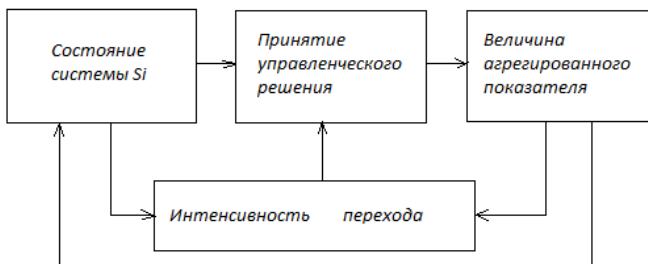 Состояние
системы Si
Принятие
управленческого
решения
Величина
агрегированного
показателя
Интенсивность перехода